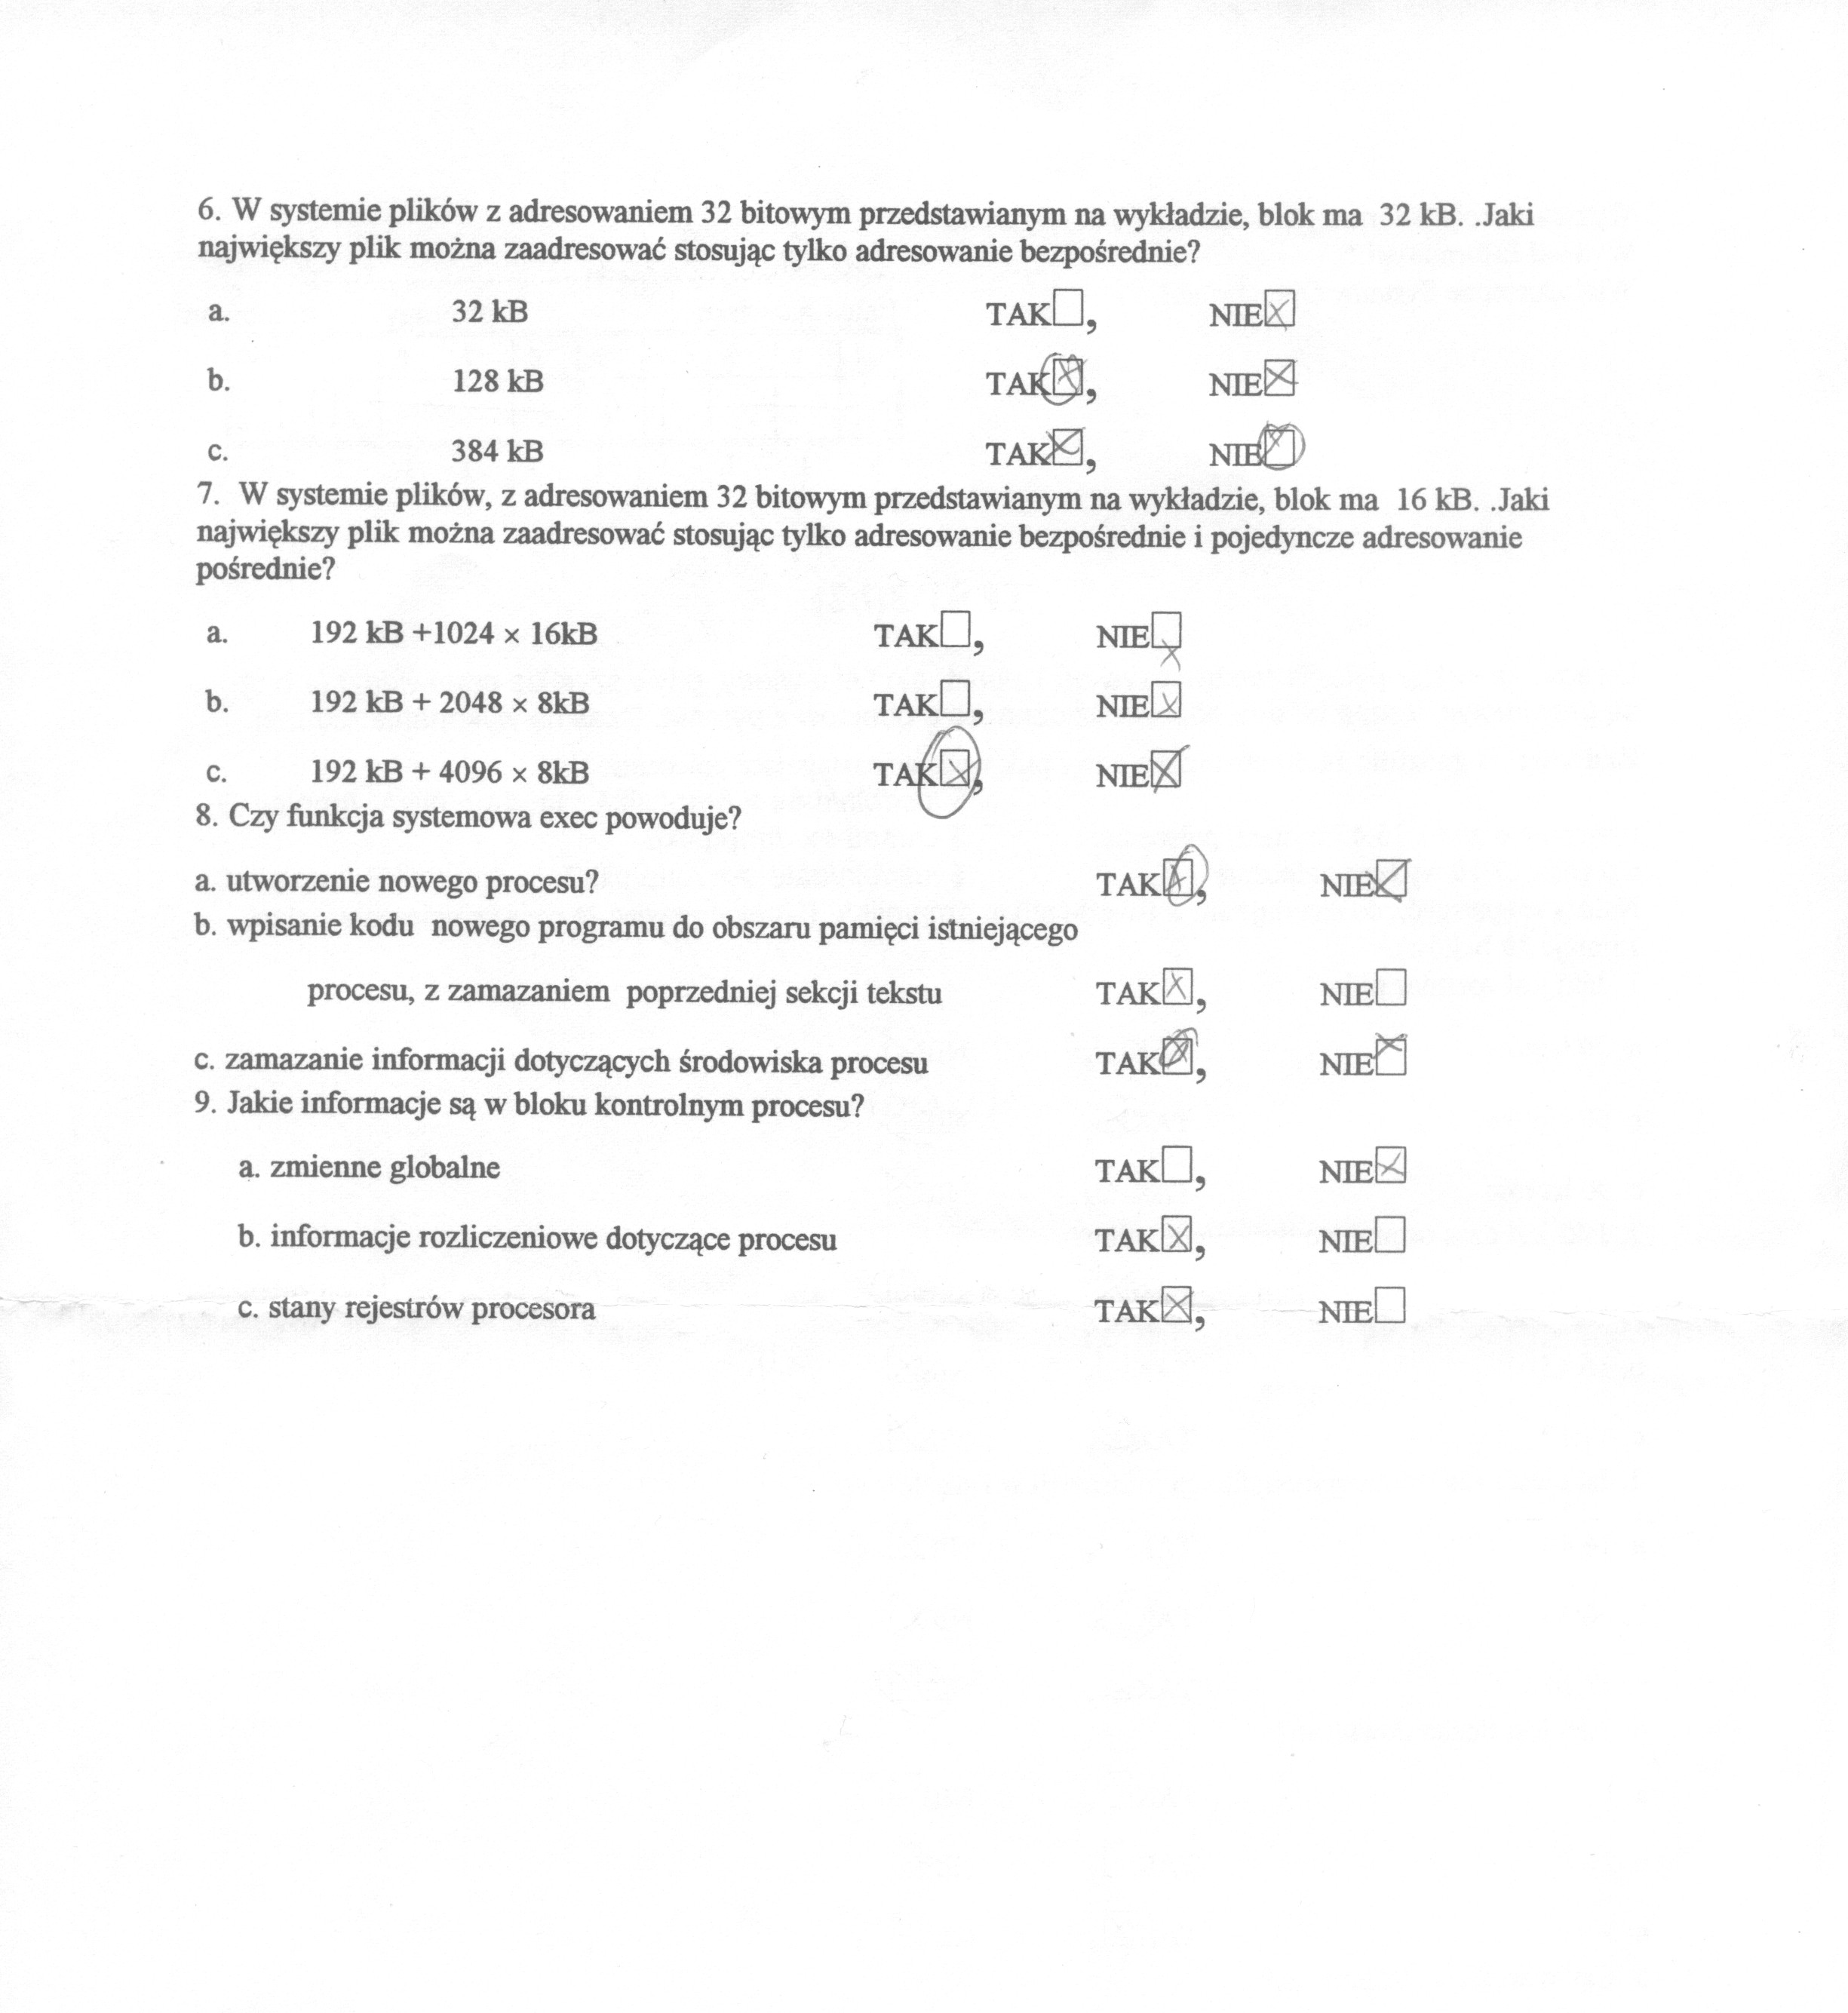 6. W systemie plików z adresowaniem 32 bitowym przedstawianym na wykładzie, blok ma 32 kB. .Jaki
największy plik można zaadresować stosując tylko adresowanie bezpośrednie?
a. 32 kB TAK☐, NIE☒
b. 128 kB TAK☒, NIE☒
c. 384 kB TAK☒, NIE☒
7. W systemie plików, z adresowaniem 32 bitowym przedstawianym na wykładzie, blok ma 16 kB. .Jaki
największy plik można zaadresować stosując tylko adresowanie bezpośrednie i pojedyncze adresowanie
pośrednie?
a. 192 kB +1024 × 16kB TAK☐, NIE☒
b. 192 kB + 2048 × 8kB TAK☐, NIE☒
c. 192 kB + 4096 × 8kB TAK☒, NIE☒
8. Czy funkcja systemowa exec powoduje?
a. utworzenie nowego procesu? TAK☒, NIE☒
b. wpisanie kodu nowego programu do obszaru pamięci istniejącego
procesu, z zamazaniem poprzedniej sekcji tekstu TAK☒, NIE☐
c. zamazanie informacji dotyczących środowiska procesu TAK☒, NIE☒
9. Jakie informacje są w bloku kontrolnym procesu?
a. zmienne globalne TAK☐, NIE☒
b. informacje rozliczeniowe dotyczące procesu TAK☒, NIE☐
c. stany rejestrów procesora TAK☒, NIE☐